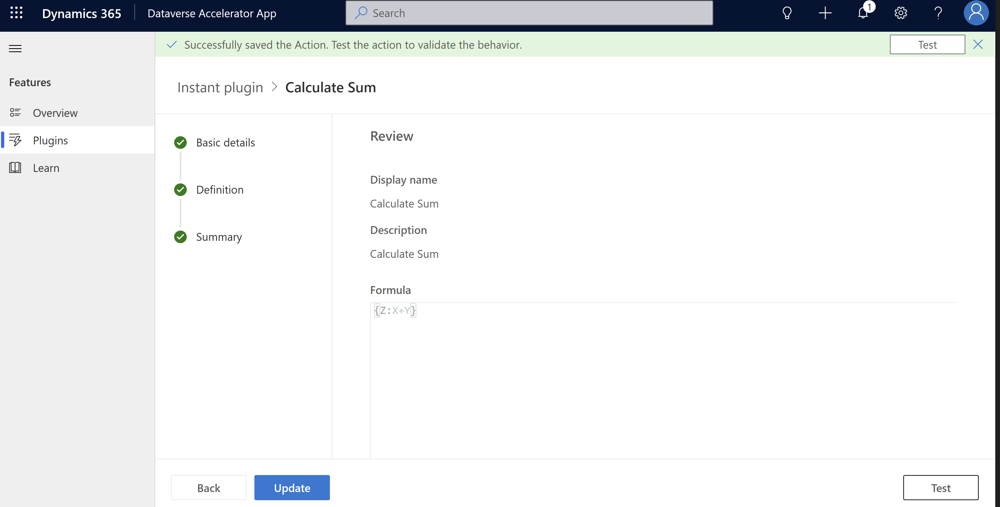 Dynamics 365
Dataverse Accelerator App
Search
1
Successfully saved the Action. Test the action to validate the behavior.
Test
Features
Overview
Plugins
Learn
Instant plugin > Calculate Sum
Basic details
Definition
Summary
Review
Display name
Calculate Sum
Description
Calculate Sum
Formula
{Z:X+Y}
Back
Update
Test